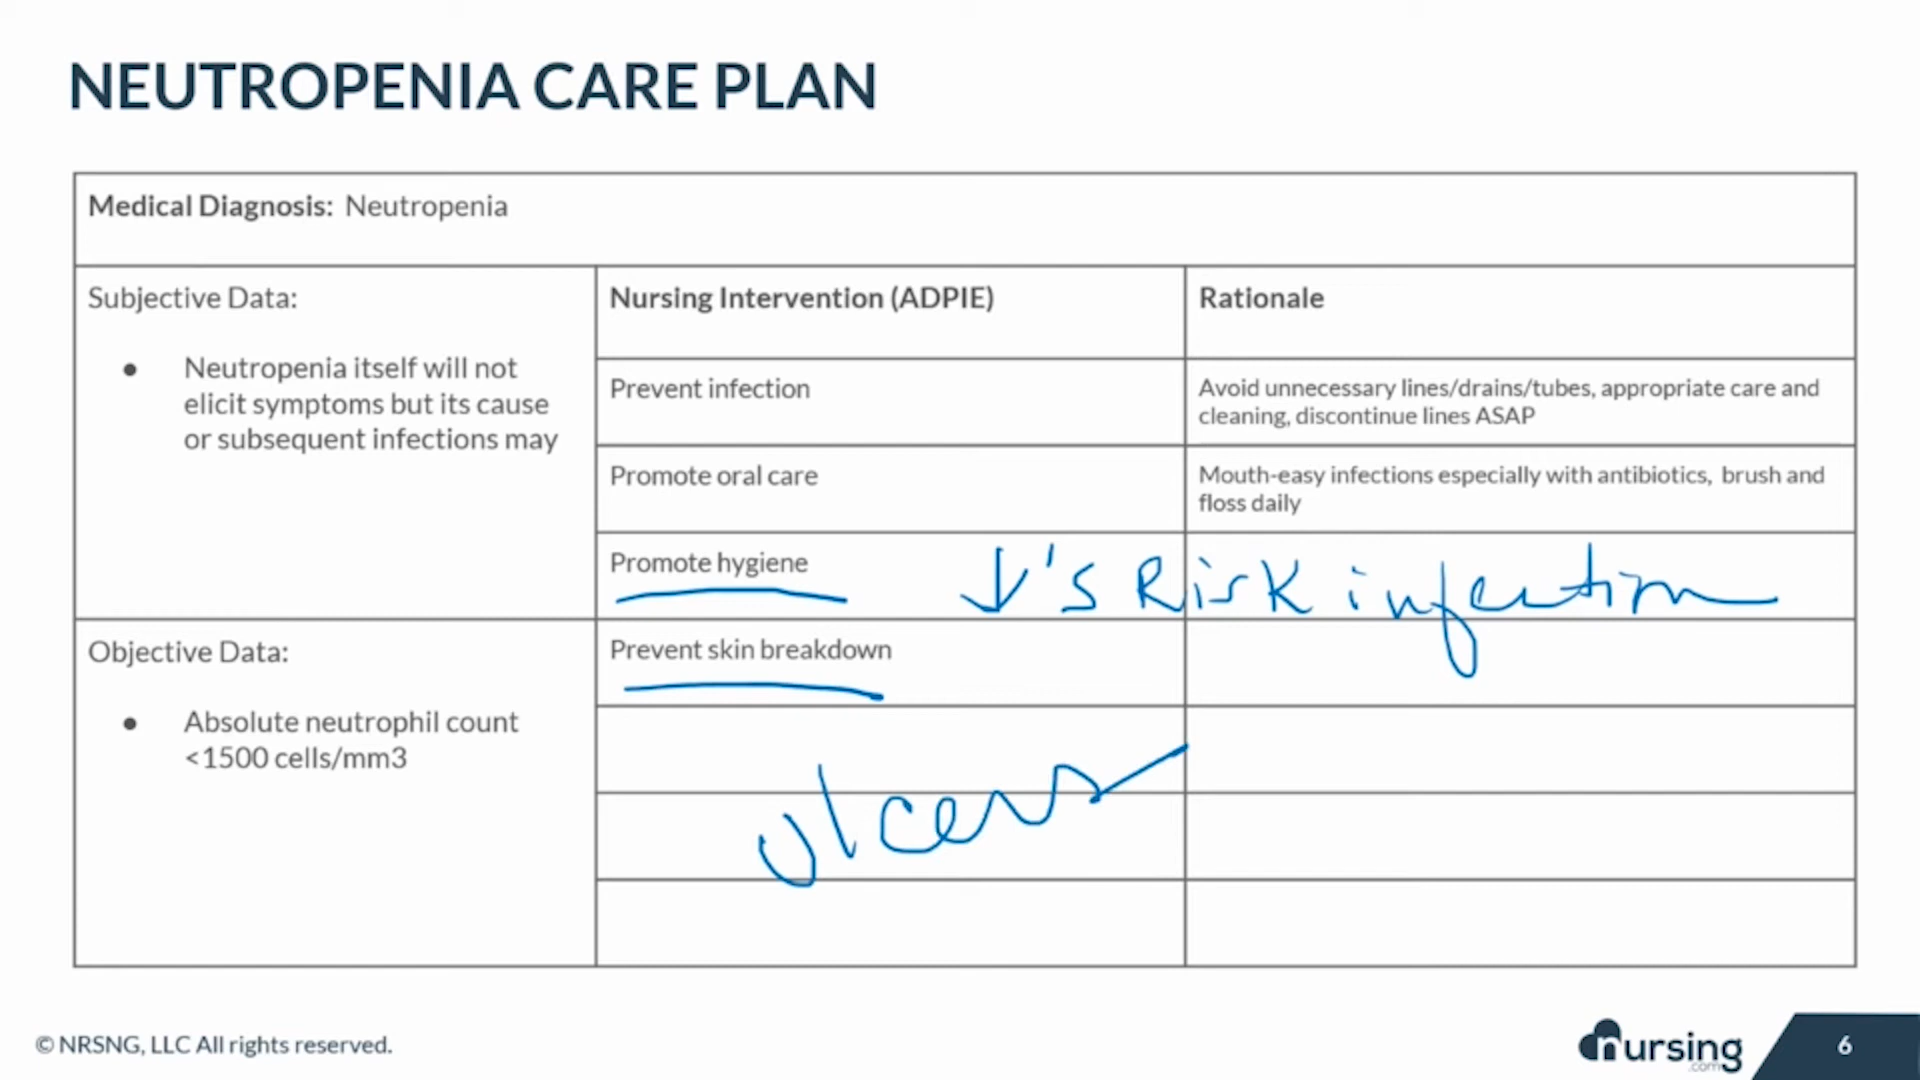 NEUTROPENIA CARE PLAN
Medical Diagnosis: Neutropenia
Subjective Data:
● Neutropenia itself will not
elicit symptoms but its cause
or subsequent infections may
Nursing Intervention (ADPIE)
Rationale
Prevent infection
Avoid unnecessary lines/drains/tubes, appropriate care and
cleaning, discontinue lines ASAP
Promote oral care
Mouth-easy infections especially with antibiotics, brush and
floss daily
Promote hygiene
↓'s Risk infection
Objective Data:
● Absolute neutrophil count
<1500 cells/mm3
Prevent skin breakdown
ulcers
© NRSNG, LLC All rights reserved.
nursing
.com
6